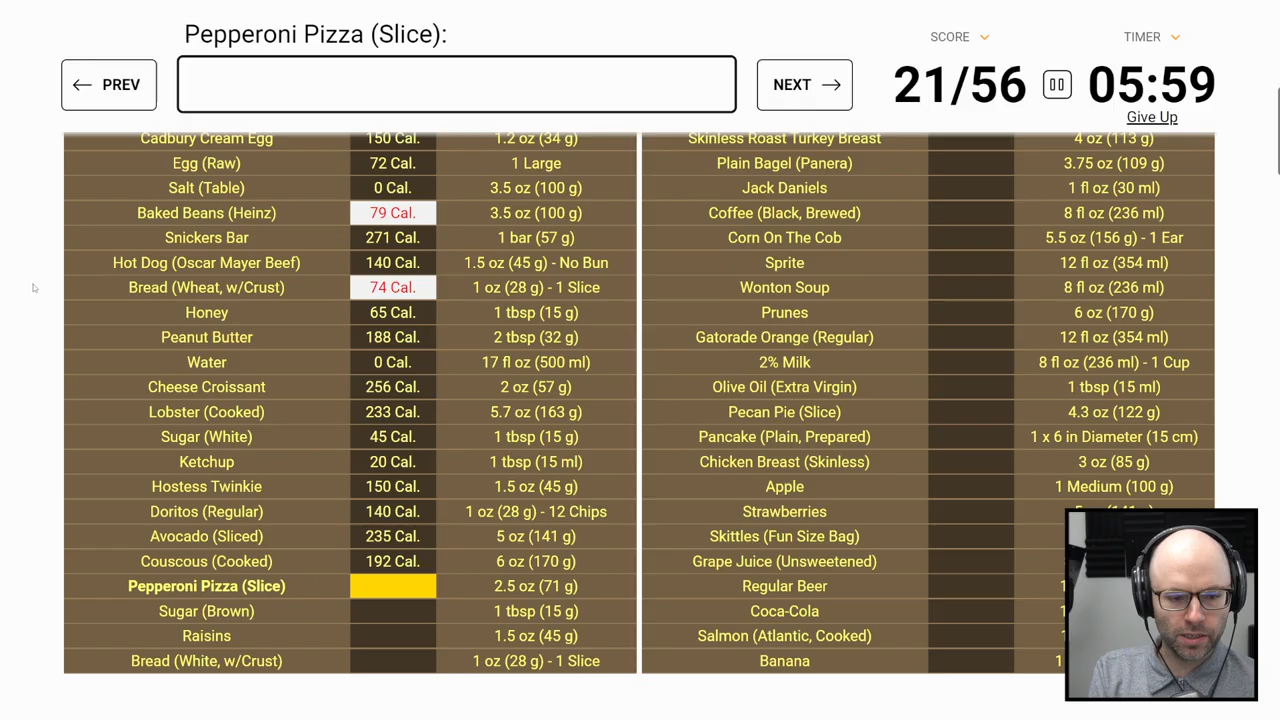 Pepperoni Pizza (Slice):
SCORE
TIMER
PREV
NEXT
21/56
05:59
Give Up
Cadbury Cream Egg 150 Cal. 1.2 oz (34 g)
Egg (Raw) 72 Cal. 1 Large
Salt (Table) 0 Cal. 3.5 oz (100 g)
Baked Beans (Heinz) 79 Cal. 3.5 oz (100 g)
Snickers Bar 271 Cal. 1 bar (57 g)
Hot Dog (Oscar Mayer Beef) 140 Cal. 1.5 oz (45 g) - No Bun
Bread (Wheat, w/Crust) 74 Cal. 1 oz (28 g) - 1 Slice
Honey 65 Cal. 1 tbsp (15 g)
Peanut Butter 188 Cal. 2 tbsp (32 g)
Water 0 Cal. 17 fl oz (500 ml)
Cheese Croissant 256 Cal. 2 oz (57 g)
Lobster (Cooked) 233 Cal. 5.7 oz (163 g)
Sugar (White) 45 Cal. 1 tbsp (15 g)
Ketchup 20 Cal. 1 tbsp (15 ml)
Hostess Twinkie 150 Cal. 1.5 oz (45 g)
Doritos (Regular) 140 Cal. 1 oz (28 g) - 12 Chips
Avocado (Sliced) 235 Cal. 5 oz (141 g)
Couscous (Cooked) 192 Cal. 6 oz (170 g)
Pepperoni Pizza (Slice) 2.5 oz (71 g)
Sugar (Brown) 1 tbsp (15 g)
Raisins 1.5 oz (45 g)
Bread (White, w/Crust) 1 oz (28 g) - 1 Slice
Skinless Roast Turkey Breast 4 oz (113 g)
Plain Bagel (Panera) 3.75 oz (109 g)
Jack Daniels 1 fl oz (30 ml)
Coffee (Black, Brewed) 8 fl oz (236 ml)
Corn On The Cob 5.5 oz (156 g) - 1 Ear
Sprite 12 fl oz (354 ml)
Wonton Soup 8 fl oz (236 ml)
Prunes 6 oz (170 g)
Gatorade Orange (Regular) 12 fl oz (354 ml)
2% Milk 8 fl oz (236 ml) - 1 Cup
Olive Oil (Extra Virgin) 1 tbsp (15 ml)
Pecan Pie (Slice) 4.3 oz (122 g)
Pancake (Plain, Prepared) 1 x 6 in Diameter (15 cm)
Chicken Breast (Skinless) 3 oz (85 g)
Apple 1 Medium (100 g)
Strawberries
Skittles (Fun Size Bag)
Grape Juice (Unsweetened)
Regular Beer
Coca-Cola
Salmon (Atlantic, Cooked)
Banana